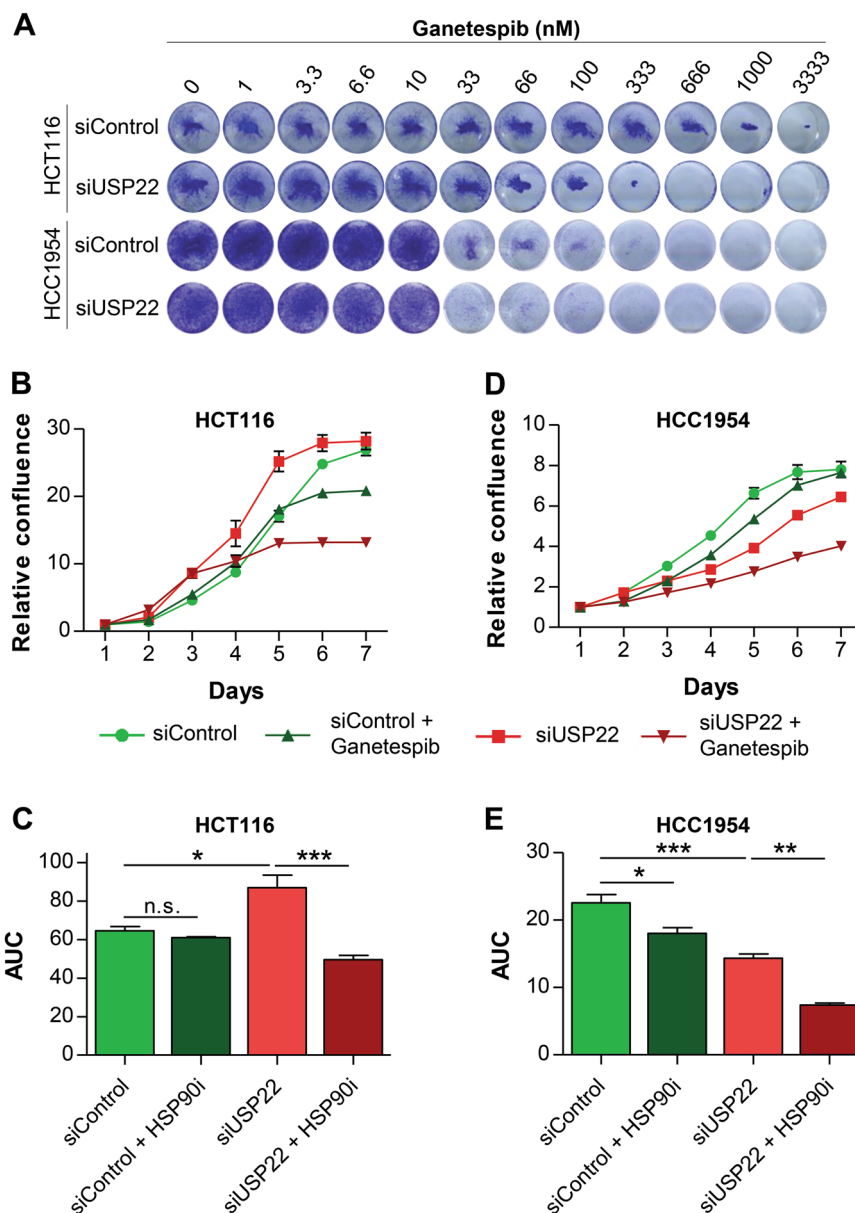 A
Ganetespib (nM)
0 1 3.3 6.6 10 33 66 100 333 666 1000 3333
HCT116
siControl
siUSP22
HCC1954
siControl
siUSP22
B
HCT116
Relative confluence
30
20
10
0
1 2 3 4 5 6 7
Days
D
HCC1954
Relative confluence
10
8
6
4
2
0
1 2 3 4 5 6 7
Days
siControl
siControl +
Ganetespib
siUSP22
siUSP22 +
Ganetespib
C
HCT116
AUC
100
80
60
40
20
0
* ***
n.s.
siControl
siControl + HSP90i
siUSP22
siUSP22 + HSP90i
E
HCC1954
AUC
30
20
10
0
*** **
*
siControl
siControl + HSP90i
siUSP22
siUSP22 + HSP90i